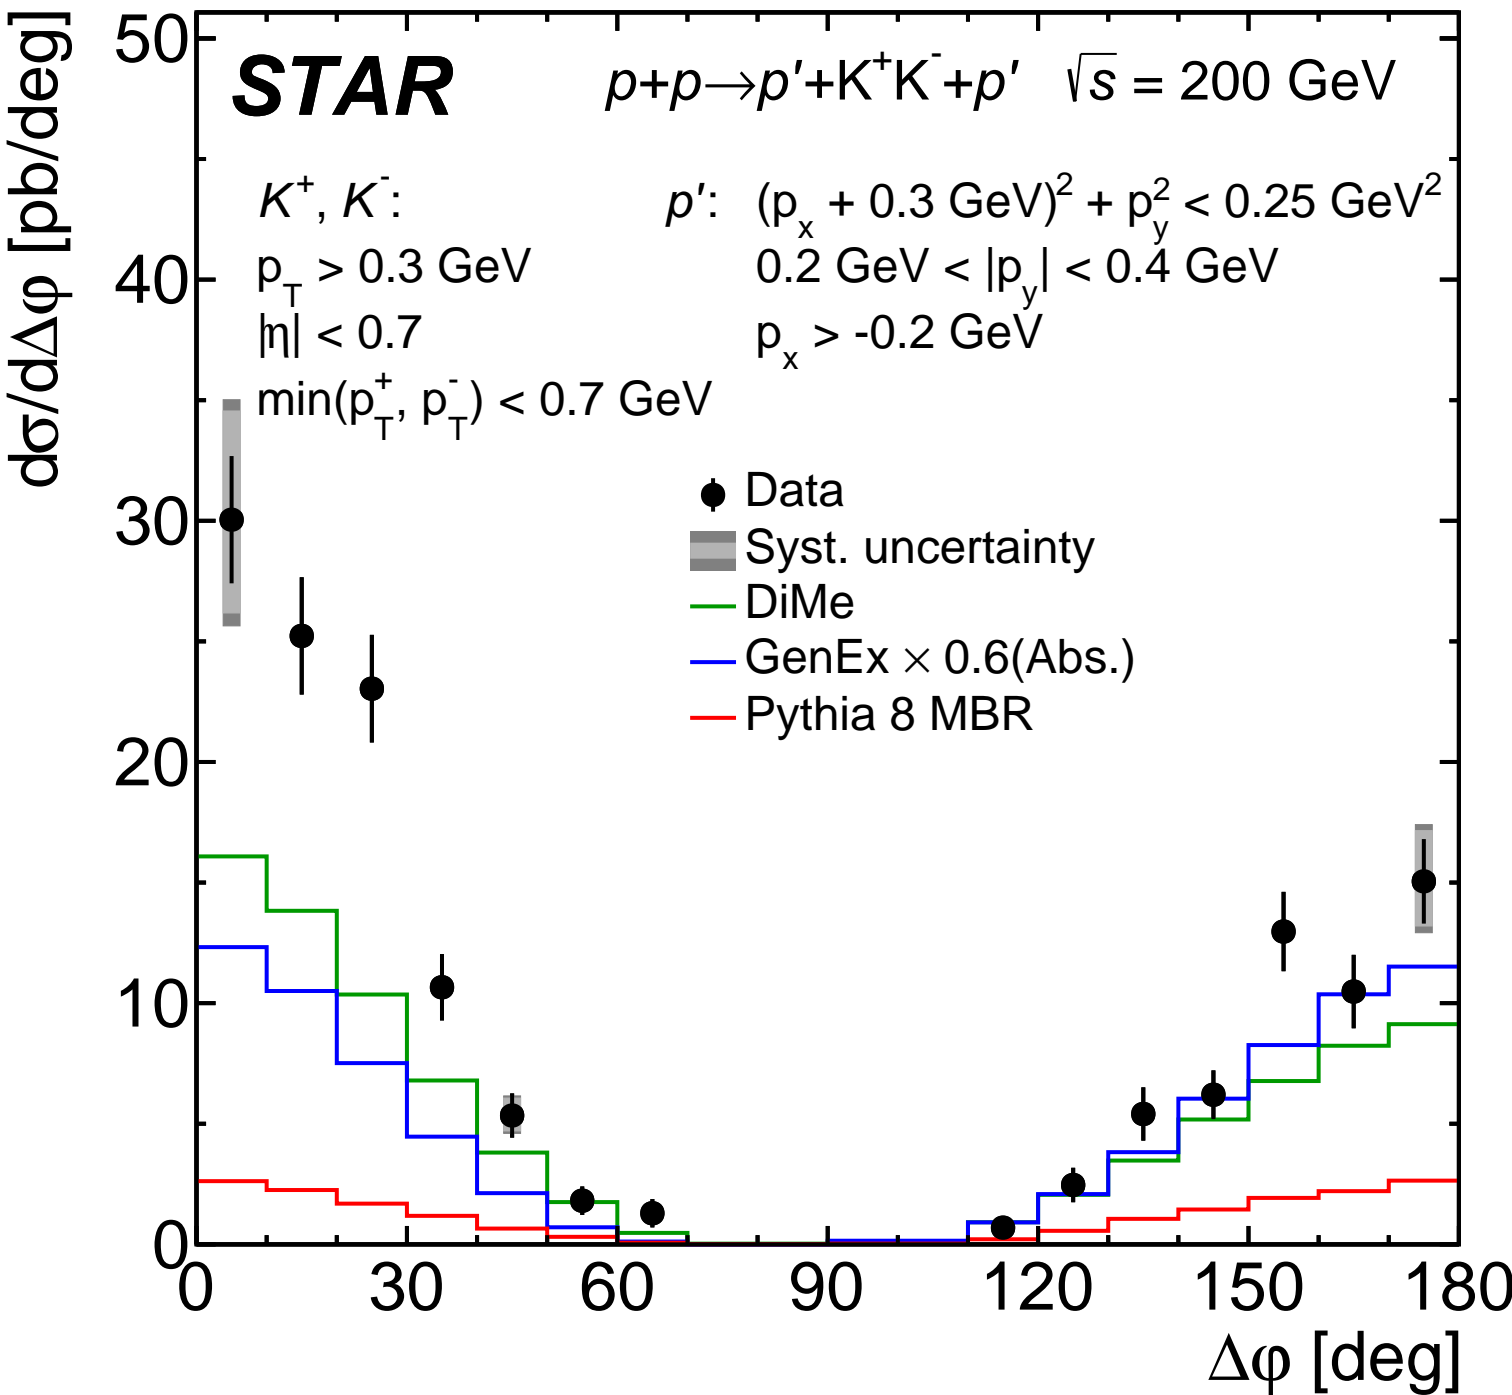 dσ/dΔφ [pb/deg]
50
40
30
20
10
0
STAR p+p→p′+K⁺K⁻+p′ √s = 200 GeV
K⁺, K⁻: p′: (p_x + 0.3 GeV)² + p_y² < 0.25 GeV²
p_T > 0.3 GeV 0.2 GeV < |p_y| < 0.4 GeV
|η| < 0.7 p_x > -0.2 GeV
min(p_T⁺, p_T⁻) < 0.7 GeV
Data
Syst. uncertainty
DiMe
GenEx × 0.6(Abs.)
Pythia 8 MBR
0 30 60 90 120 150 180
Δφ [deg]